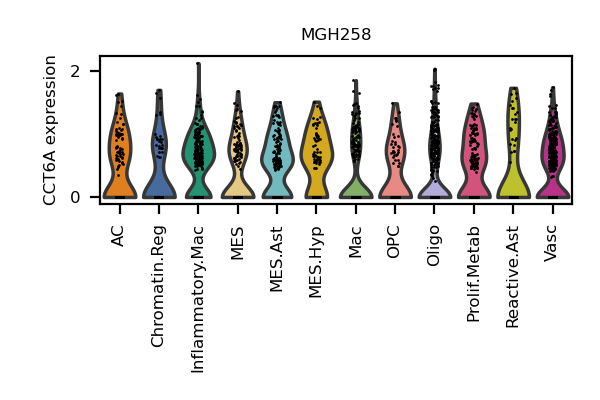 MGH258
CCT6A expression
2
0
AC
Chromatin.Reg
Inflammatory.Mac
MES
MES.Ast
MES.Hyp
Mac
OPC
Oligo
Prolif.Metab
Reactive.Ast
Vasc